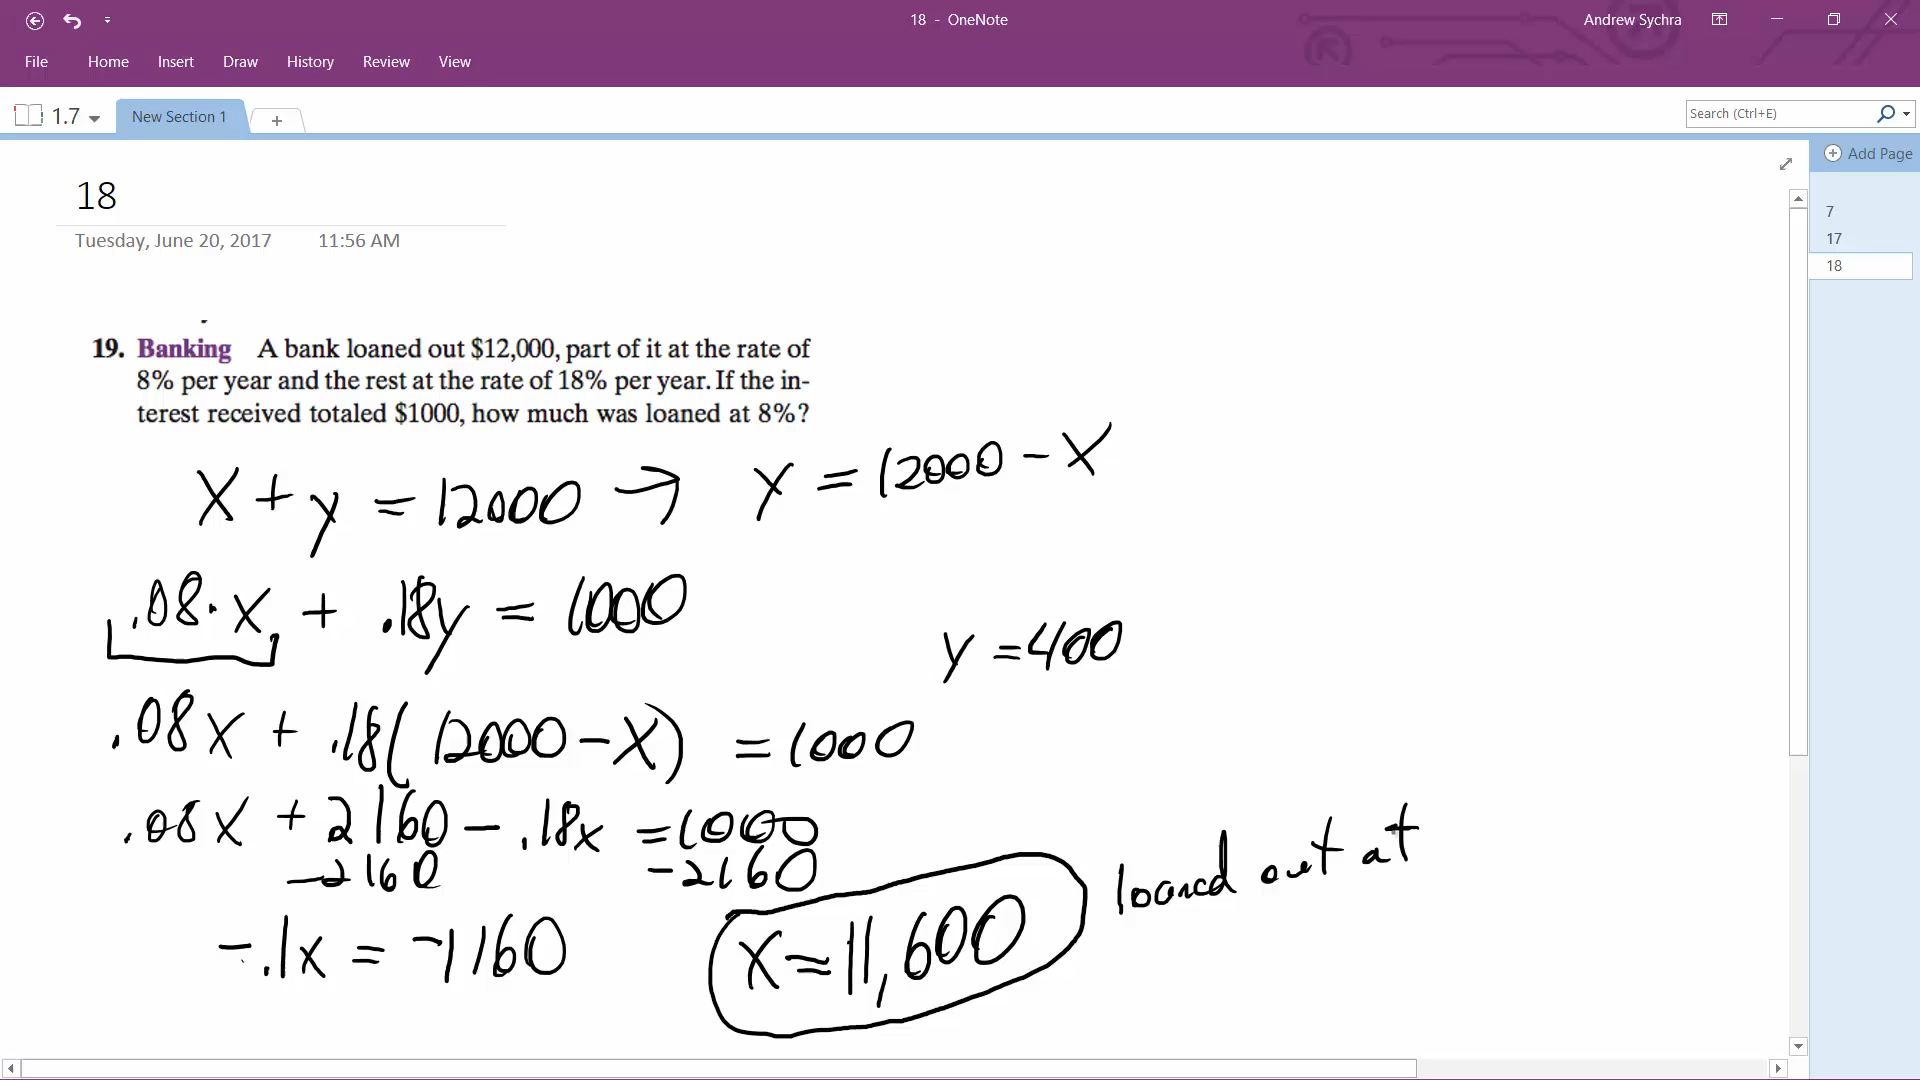 18 - OneNote
Andrew Sychra
File Home Insert Draw History Review View
1.7 New Section 1 +
Search (Ctrl+E)
Add Page
7
17
18
18
Tuesday, June 20, 2017 11:56 AM
19. Banking A bank loaned out $12,000, part of it at the rate of
8% per year and the rest at the rate of 18% per year. If the in-
terest received totaled $1000, how much was loaned at 8%?
x + y = 12000 → y = 12000 - x
.08·x + .18y = 1000
y = 400
.08x + .18(12000 - x) = 1000
.08x + 2160 - .18x = 1000
-2160 -2160
-.1x = -1160
x = 11,600 loaned out at